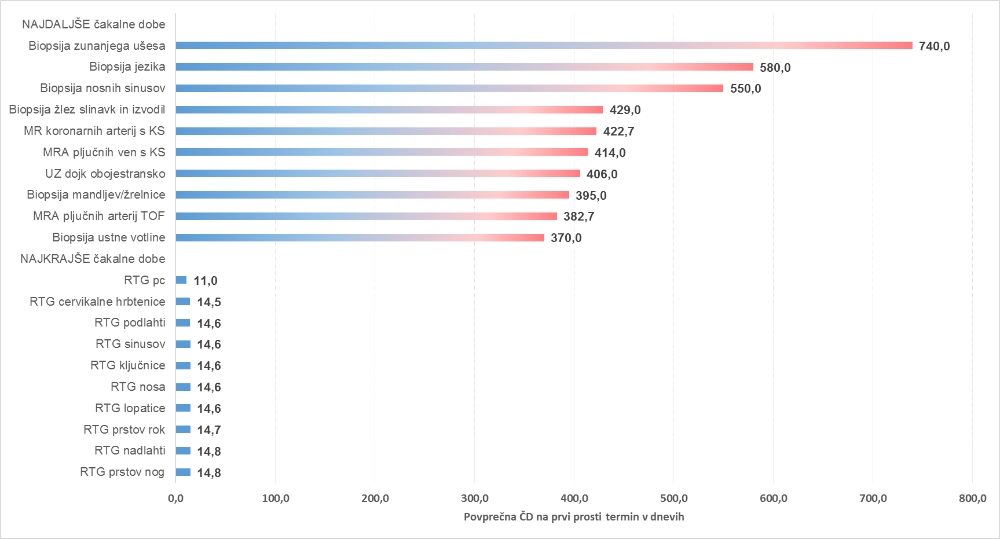 NAJDALJŠE čakalne dobe
Biopsija zunanjega ušesa 740,0
Biopsija jezika 580,0
Biopsija nosnih sinusov 550,0
Biopsija žlez slinavk in izvodil 429,0
MR koronarnih arterij s KS 422,7
MRA pljučnih ven s KS 414,0
UZ dojk obojestransko 406,0
Biopsija mandljev/žrelnice 395,0
MRA pljučnih arterij TOF 382,7
Biopsija ustne votline 370,0
NAJKRAJŠE čakalne dobe
RTG pc 11,0
RTG cervikalne hrbtenice 14,5
RTG podlahti 14,6
RTG sinusov 14,6
RTG ključnice 14,6
RTG nosa 14,6
RTG lopatice 14,6
RTG prstov rok 14,7
RTG nadlahti 14,8
RTG prstov nog 14,8
0,0 100,0 200,0 300,0 400,0 500,0 600,0 700,0 800,0
Povprečna ČD na prvi prosti termin v dnevih